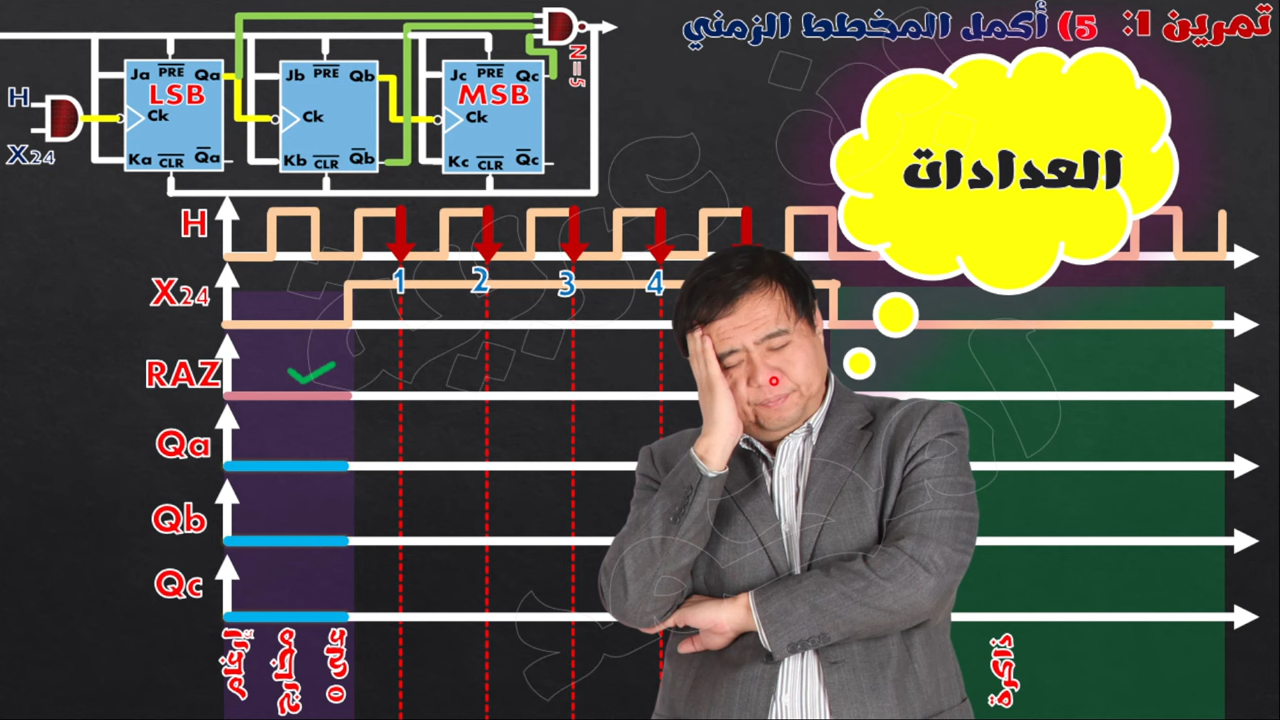 تمرين 1: 5) أكمل المخطط الزمني
العدادات
N=5
Ja PRE Qa
LSB
Ck
Ka CLR Qa
Jb PRE Qb
Ck
Kb CLR Qb
Jc PRE Qc
MSB
Ck
Kc CLR Qc
H
X24
H
1 2 3 4
X24
RAZ
Qa
Qb
Qc
على 0
ذاكرة